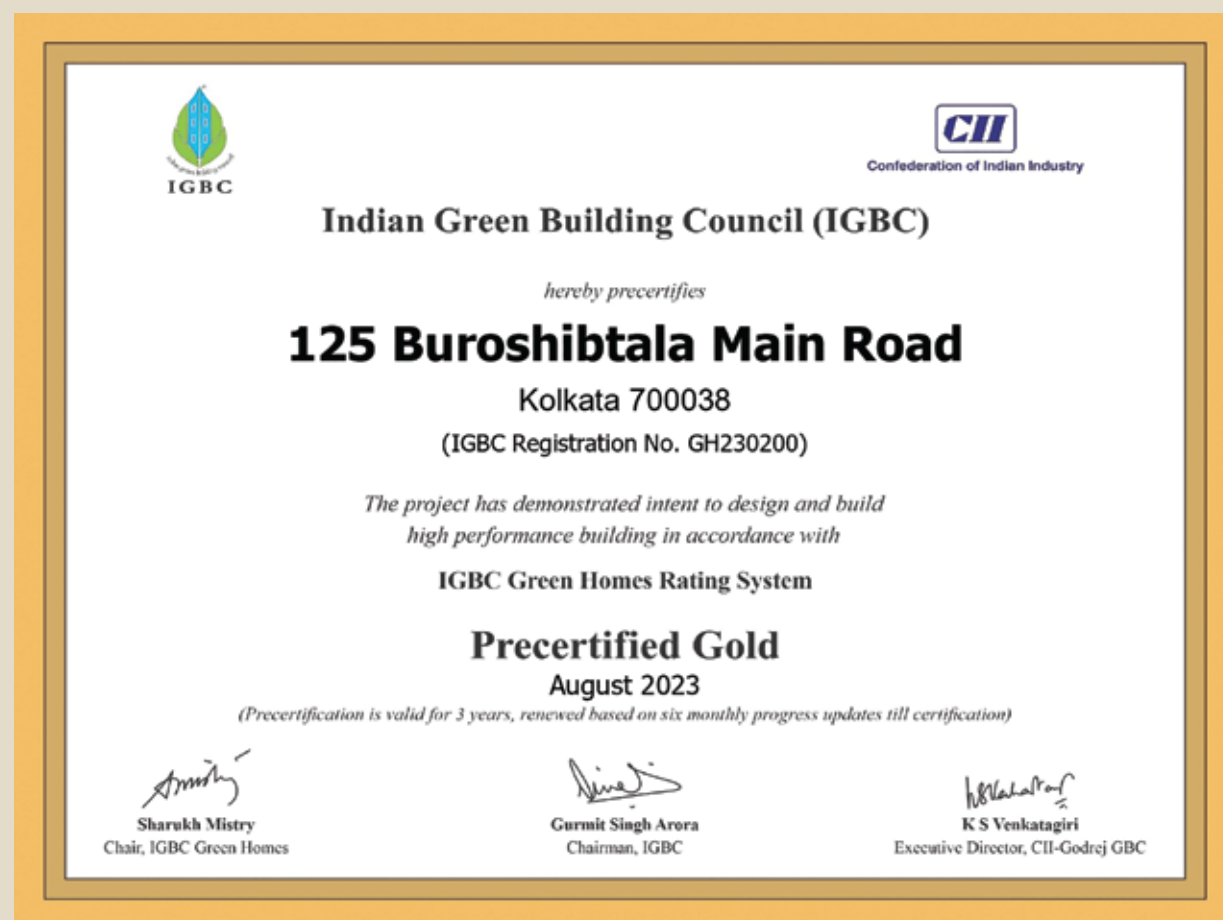 IGBC
CII
Confederation of Indian Industry
Indian Green Building Council (IGBC)
hereby precertifies
125 Buroshibtala Main Road
Kolkata 700038
(IGBC Registration No. GH230200)
The project has demonstrated intent to design and build
high performance building in accordance with
IGBC Green Homes Rating System
Precertified Gold
August 2023
(Precertification is valid for 3 years, renewed based on six monthly progress updates till certification)
Sharukh Mistry
Chair, IGBC Green Homes
Gurmit Singh Arora
Chairman, IGBC
K S Venkatagiri
Executive Director, CII-Godrej GBC